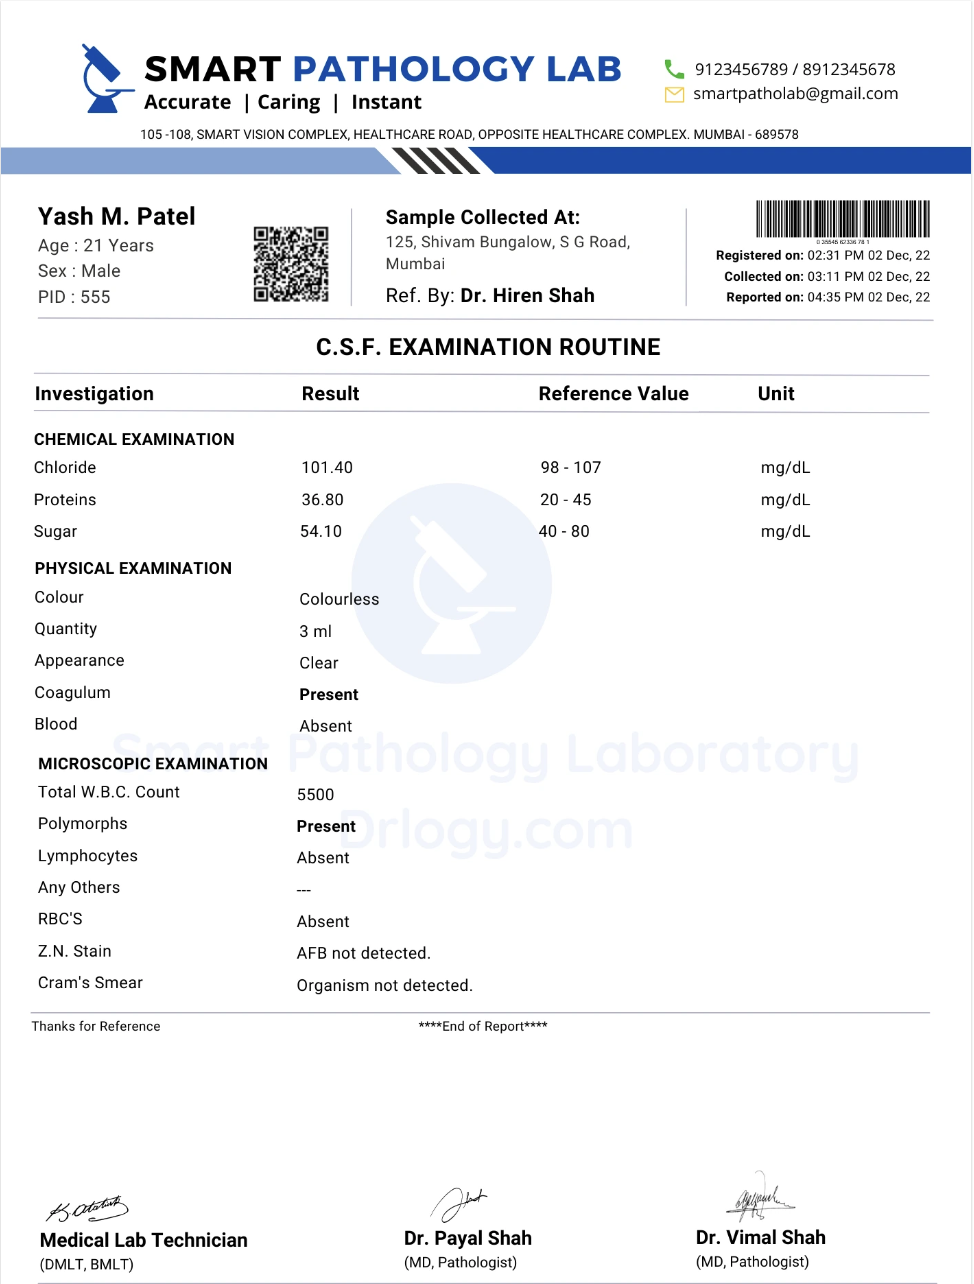 SMART PATHOLOGY LAB
Accurate | Caring | Instant
9123456789 / 8912345678
smartpatholab@gmail.com
105 -108, SMART VISION COMPLEX, HEALTHCARE ROAD, OPPOSITE HEALTHCARE COMPLEX. MUMBAI - 689578
Yash M. Patel
Age : 21 Years
Sex : Male
PID : 555
Sample Collected At:
125, Shivam Bungalow, S G Road,
Mumbai
Ref. By: Dr. Hiren Shah
Registered on: 02:31 PM 02 Dec, 22
Collected on: 03:11 PM 02 Dec, 22
Reported on: 04:35 PM 02 Dec, 22
C.S.F. EXAMINATION ROUTINE
Investigation Result Reference Value Unit
CHEMICAL EXAMINATION
Chloride 101.40 98 - 107 mg/dL
Proteins 36.80 20 - 45 mg/dL
Sugar 54.10 40 - 80 mg/dL
PHYSICAL EXAMINATION
Colour Colourless
Quantity 3 ml
Appearance Clear
Coagulum Present
Blood Absent
Smart Pathology Laboratory
Drlogy.com
MICROSCOPIC EXAMINATION
Total W.B.C. Count 5500
Polymorphs Present
Lymphocytes Absent
Any Others ---
RBC'S Absent
Z.N. Stain AFB not detected.
Cram's Smear Organism not detected.
Thanks for Reference ****End of Report****
Medical Lab Technician
(DMLT, BMLT)
Dr. Payal Shah
(MD, Pathologist)
Dr. Vimal Shah
(MD, Pathologist)